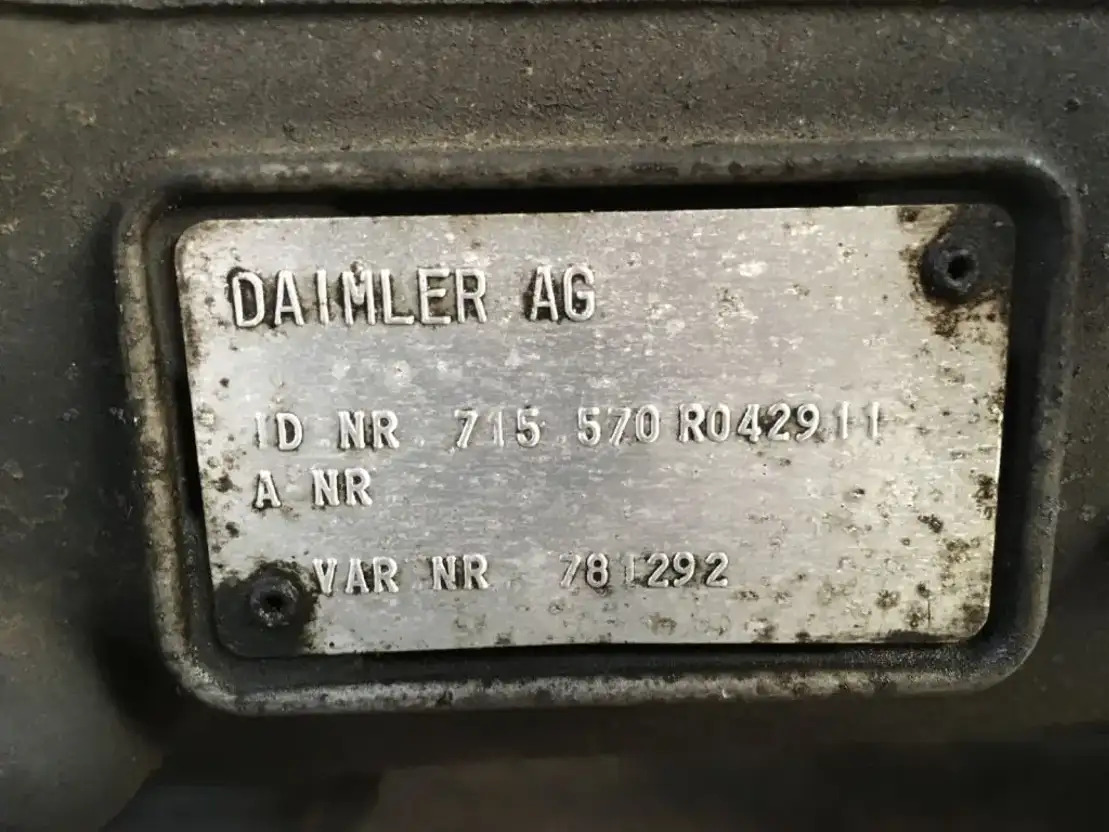 DAIMLER AG
ID NR 715 570 R042911
A NR
VAR NR 781292